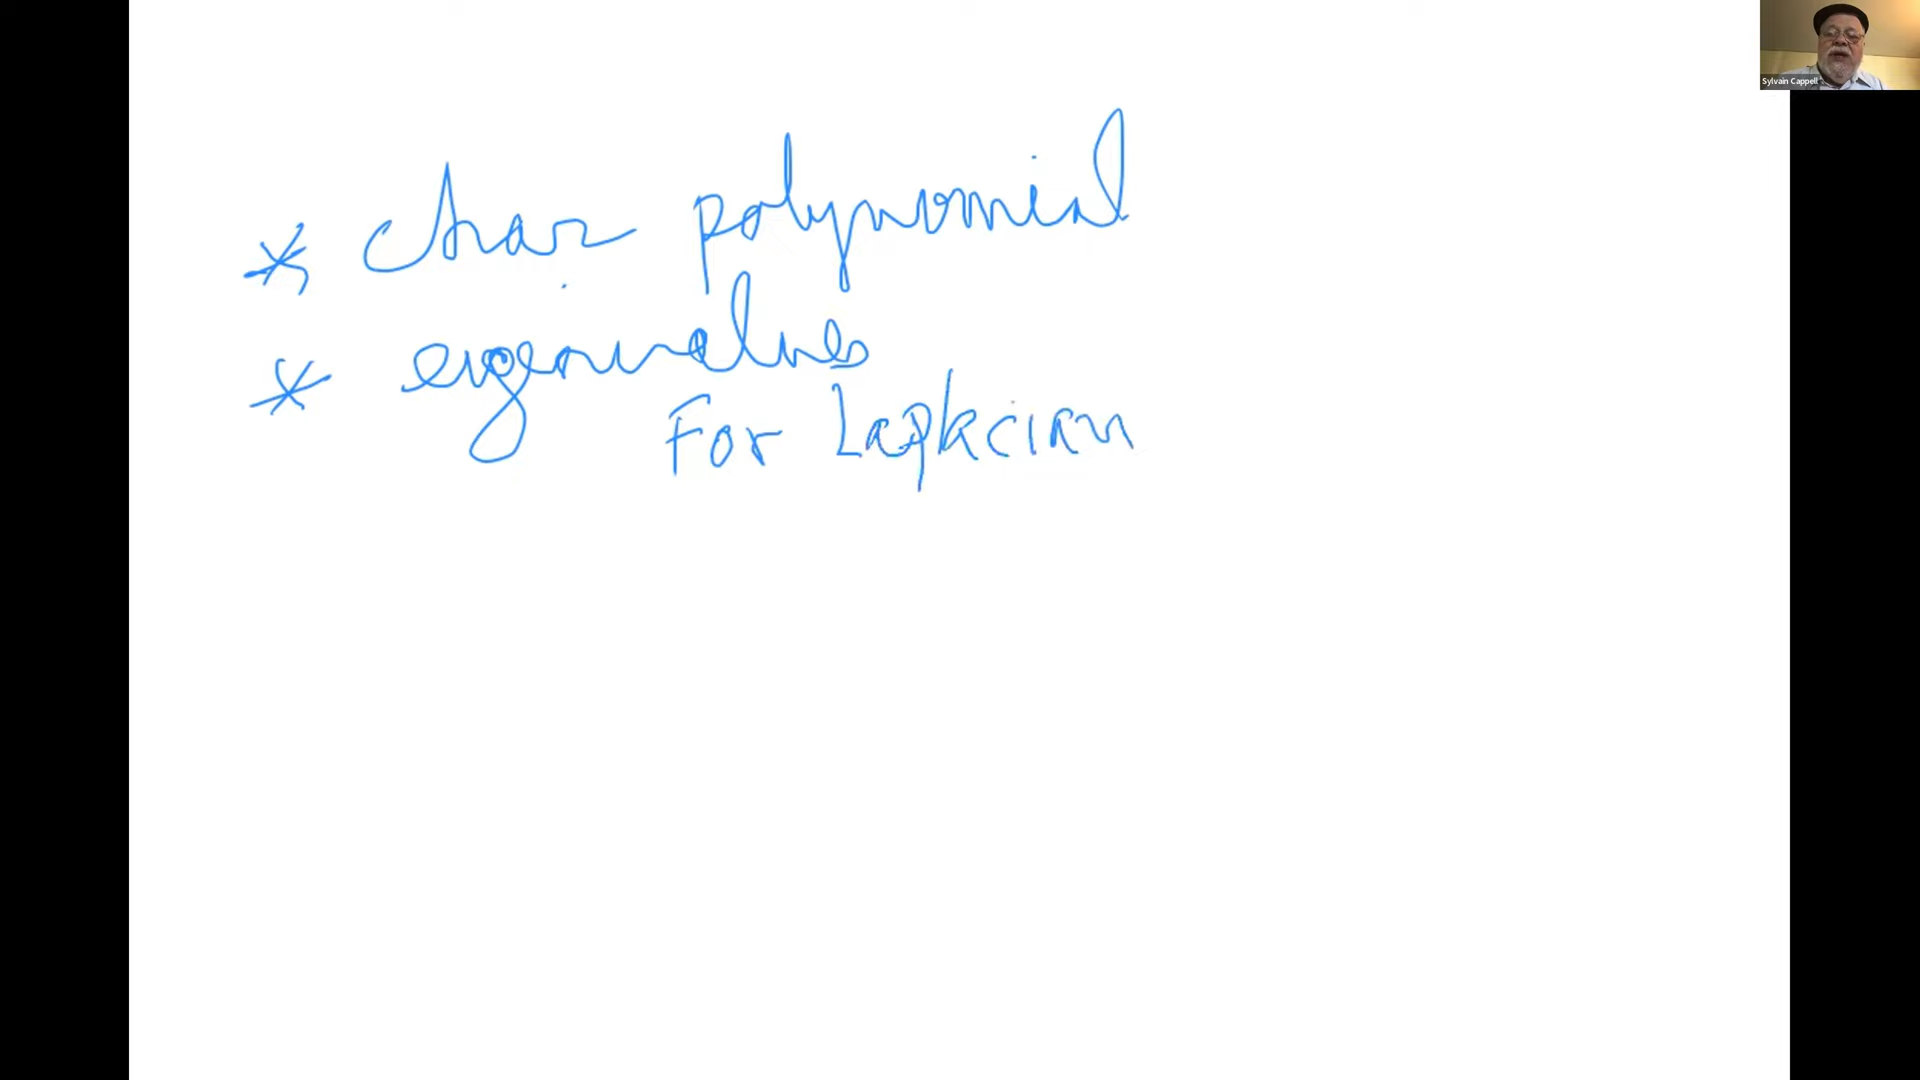 * char polynomial
* eigenvalues
For Laplacian
Sylvain Cappell